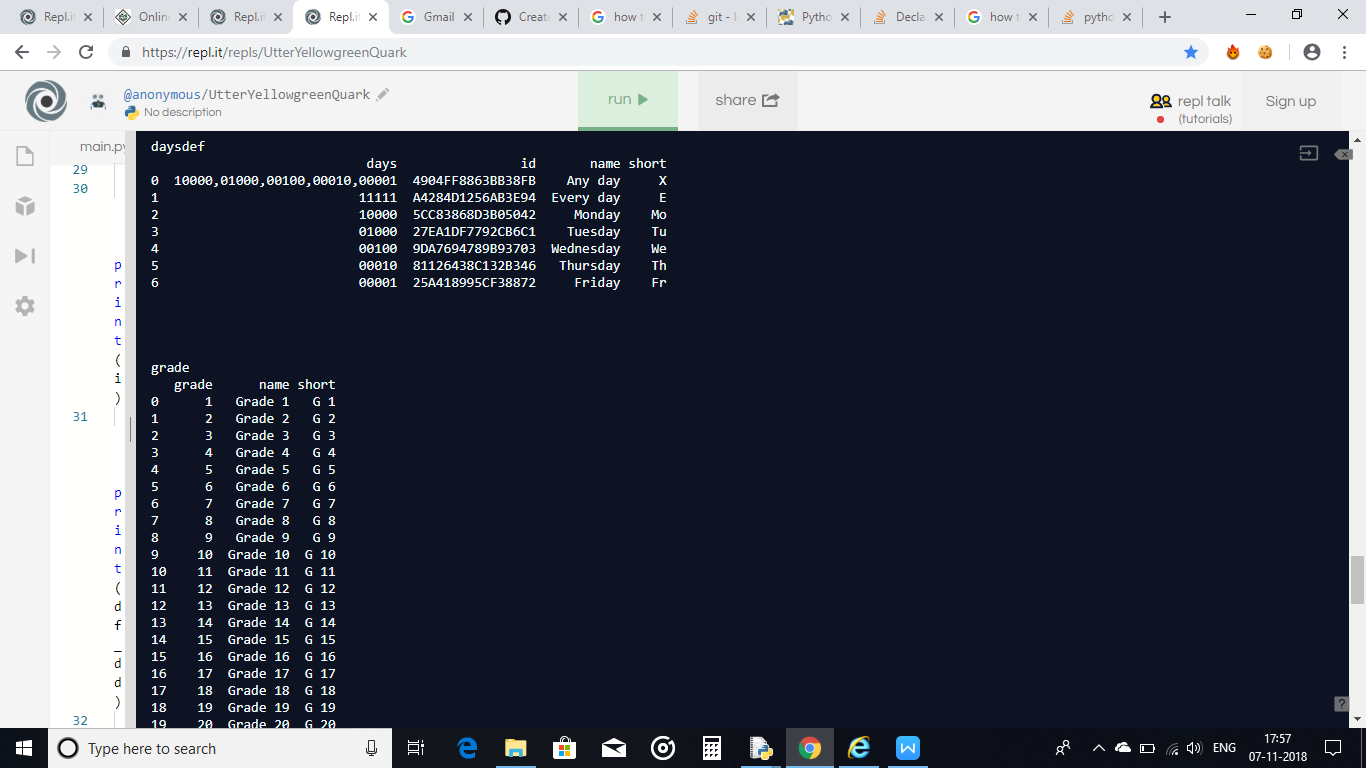 Repl.i
Onlin
Repl.i
Repl.it
Gmail
Creat
how t
git - I
Pytho
Decla
how t
pytho
https://repl.it/repls/UtterYellowgreenQuark
@anonymous/UtterYellowgreenQuark
No description
run
share
repl talk
(tutorials)
Sign up
main.py
29
30
p
r
i
n
t
(
i
)
31
p
r
i
n
t
(
d
f
_
d
d
)
32
daysdef
days id name short
0 10000,01000,00100,00010,00001 4904FF8863BB38FB Any day X
1 11111 A4284D1256AB3E94 Every day E
2 10000 5CC83868D3B05042 Monday Mo
3 01000 27EA1DF7792CB6C1 Tuesday Tu
4 00100 9DA7694789B93703 Wednesday We
5 00010 81126438C132B346 Thursday Th
6 00001 25A418995CF38872 Friday Fr
grade
grade name short
0 1 Grade 1 G 1
1 2 Grade 2 G 2
2 3 Grade 3 G 3
3 4 Grade 4 G 4
4 5 Grade 5 G 5
5 6 Grade 6 G 6
6 7 Grade 7 G 7
7 8 Grade 8 G 8
8 9 Grade 9 G 9
9 10 Grade 10 G 10
10 11 Grade 11 G 11
11 12 Grade 12 G 12
12 13 Grade 13 G 13
13 14 Grade 14 G 14
14 15 Grade 15 G 15
15 16 Grade 16 G 16
16 17 Grade 17 G 17
17 18 Grade 18 G 18
18 19 Grade 19 G 19
19 20 Grade 20 G 20
?
Type here to search
ENG
17:57
07-11-2018